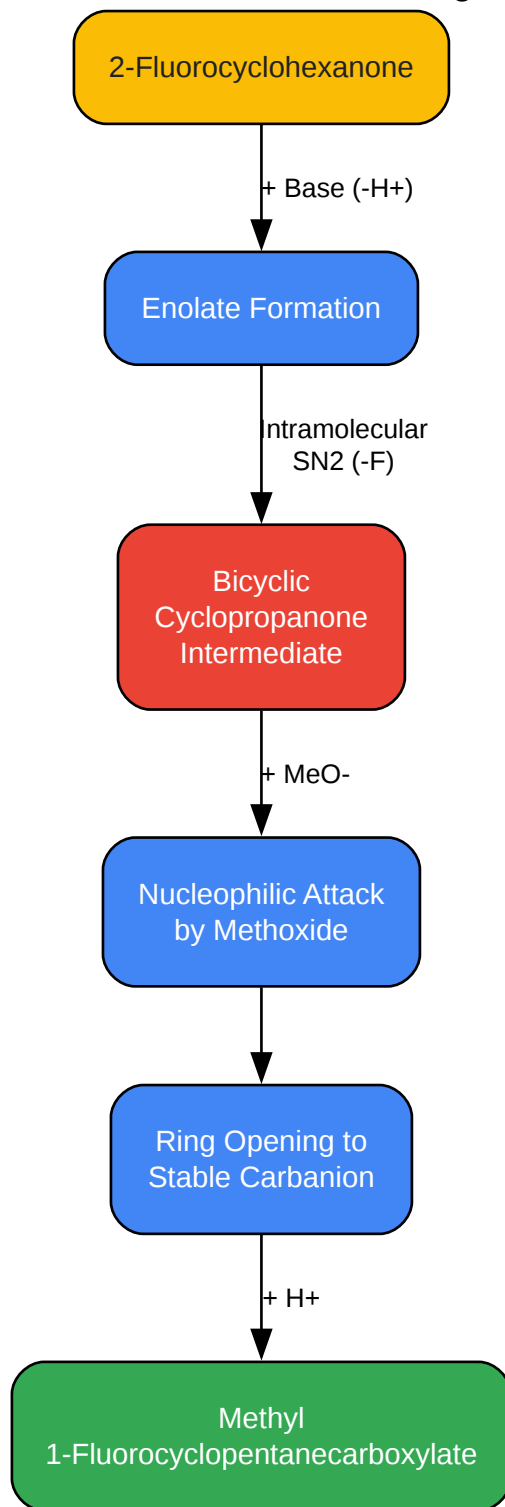 2-Fluorocyclohexanone
+ Base (-H+)
Enolate Formation
Intramolecular
SN2 (-F)
Bicyclic
Cyclopropanone
Intermediate
+ MeO-
Nucleophilic Attack
by Methoxide
Ring Opening to
Stable Carbanion
+ H+
Methyl
1-Fluorocyclopentanecarboxylate